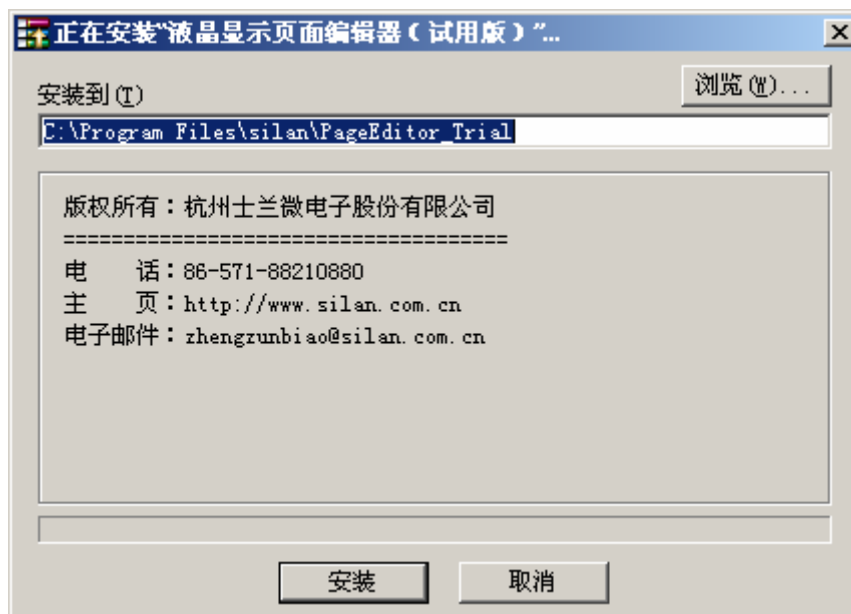 正在安装“液晶显示页面编辑器（试用版）”...
浏览(W)...
安装到(T)
C:\Program Files\silan\PageEditor_Trial
版权所有：杭州士兰微电子股份有限公司
=====================================
电　　话：86-571-88210880
主　　页：http://www.silan.com.cn
电子邮件：zhengzunbiao@silan.com.cn
安装
取消